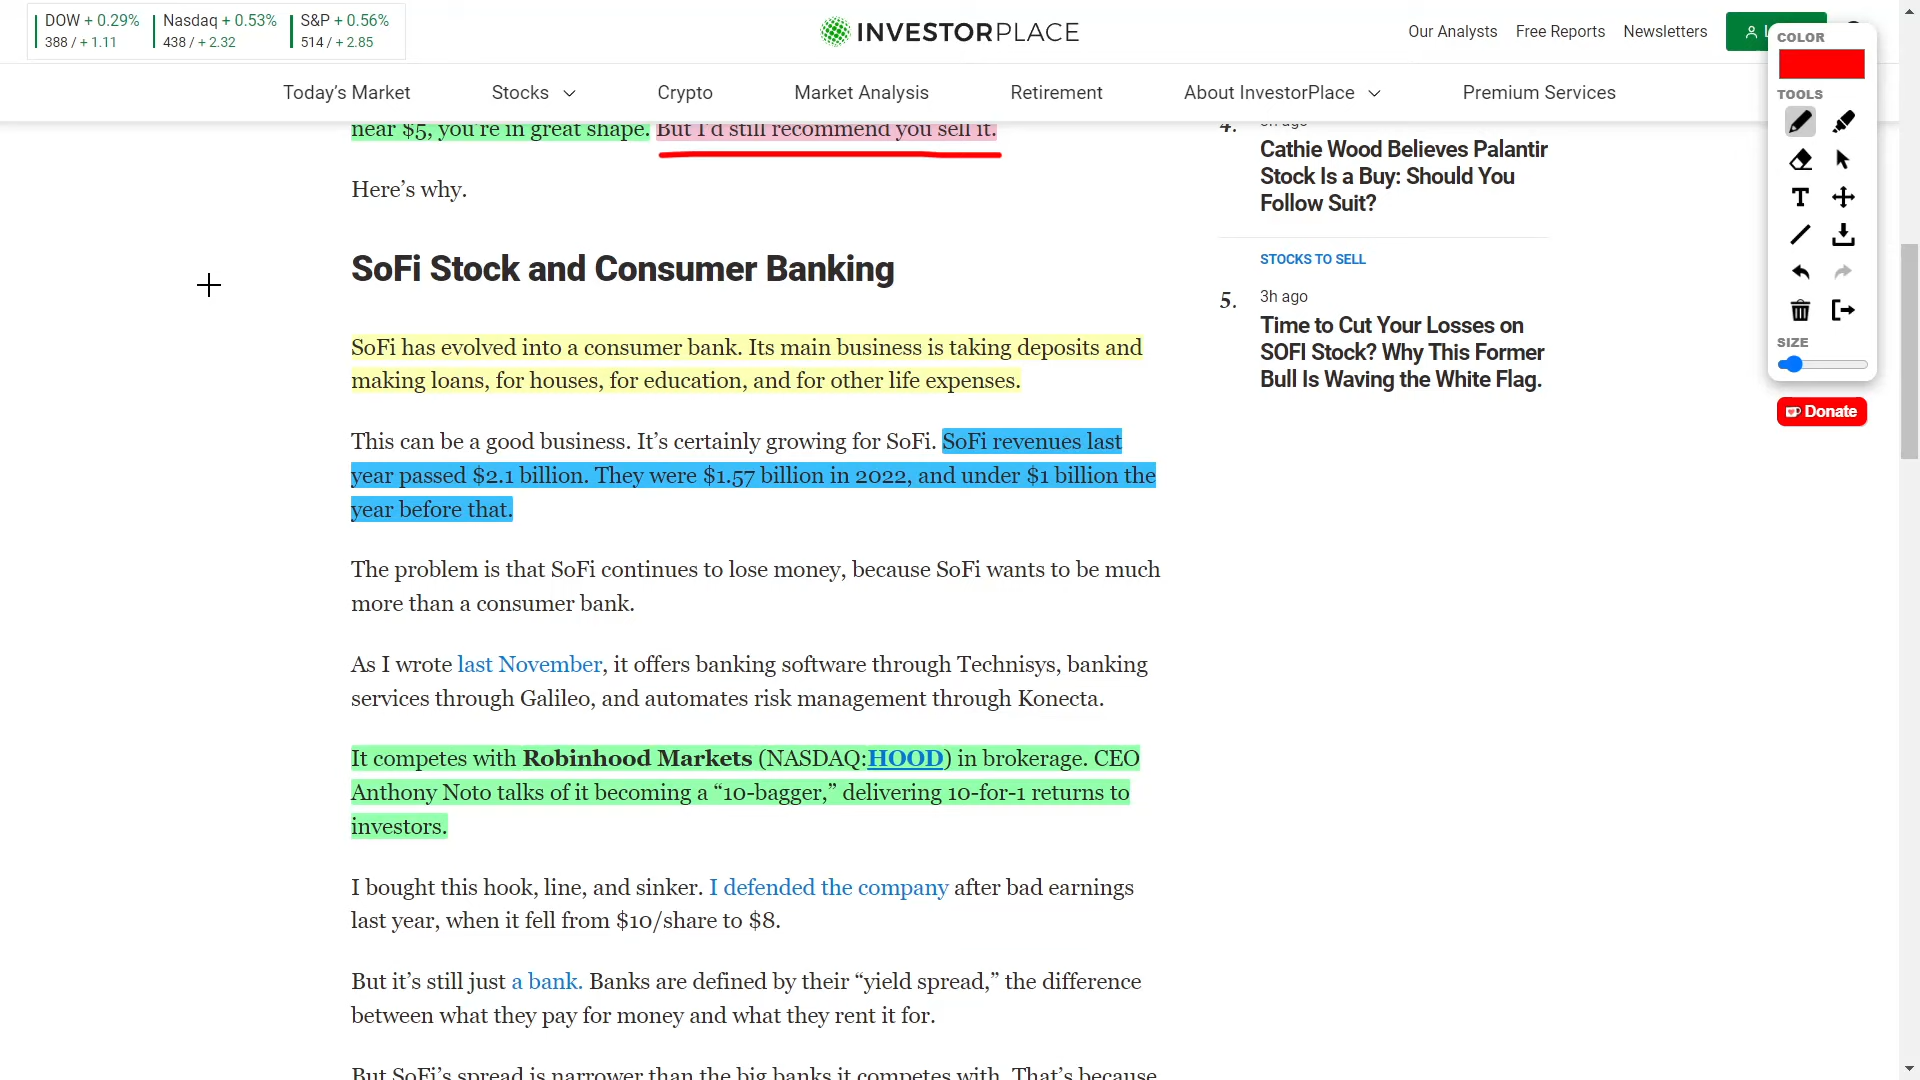 DOW + 0.29%
388 / + 1.11
Nasdaq + 0.53%
438 / + 2.32
S&P + 0.56%
514 / + 2.85
INVESTORPLACE
Our Analysts
Free Reports
Newsletters
Today's Market
Stocks
Crypto
Market Analysis
Retirement
About InvestorPlace
Premium Services
near $5, you're in great shape. But I'd still recommend you sell it.
Here's why.
SoFi Stock and Consumer Banking
SoFi has evolved into a consumer bank. Its main business is taking deposits and
making loans, for houses, for education, and for other life expenses.
This can be a good business. It's certainly growing for SoFi. SoFi revenues last
year passed $2.1 billion. They were $1.57 billion in 2022, and under $1 billion the
year before that.
The problem is that SoFi continues to lose money, because SoFi wants to be much
more than a consumer bank.
As I wrote last November, it offers banking software through Technisys, banking
services through Galileo, and automates risk management through Konecta.
It competes with Robinhood Markets (NASDAQ:HOOD) in brokerage. CEO
Anthony Noto talks of it becoming a “10-bagger,” delivering 10-for-1 returns to
investors.
I bought this hook, line, and sinker. I defended the company after bad earnings
last year, when it fell from $10/share to $8.
But it's still just a bank. Banks are defined by their “yield spread,” the difference
between what they pay for money and what they rent it for.
But SoFi's spread is narrower than the big banks it competes with. That's because
4.
Cathie Wood Believes Palantir
Stock Is a Buy: Should You
Follow Suit?
STOCKS TO SELL
5.
3h ago
Time to Cut Your Losses on
SOFI Stock? Why This Former
Bull Is Waving the White Flag.
COLOR
TOOLS
SIZE
Donate